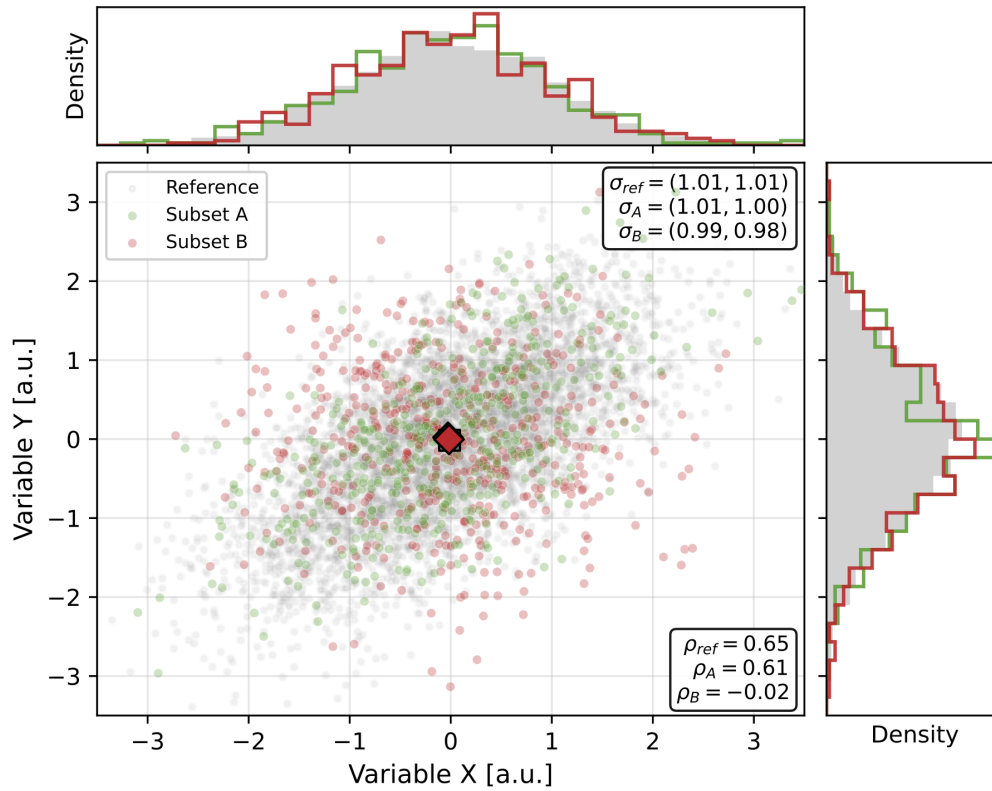 Density
Reference
Subset A
Subset B
σref = (1.01, 1.01)
σA = (1.01, 1.00)
σB = (0.99, 0.98)
3
2
1
0
−1
−2
−3
Variable Y [a.u.]
ρref = 0.65
ρA = 0.61
ρB = −0.02
−3
−2
−1
0
1
2
3
Variable X [a.u.]
Density